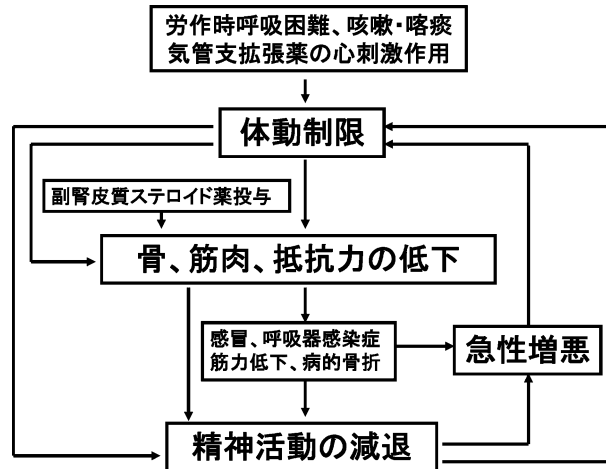 労作時呼吸困難、咳嗽・喀痰
気管支拡張薬の心刺激作用
体動制限
副腎皮質ステロイド薬投与
骨、筋肉、抵抗力の低下
感冒、呼吸器感染症
筋力低下、病的骨折
急性増悪
精神活動の減退